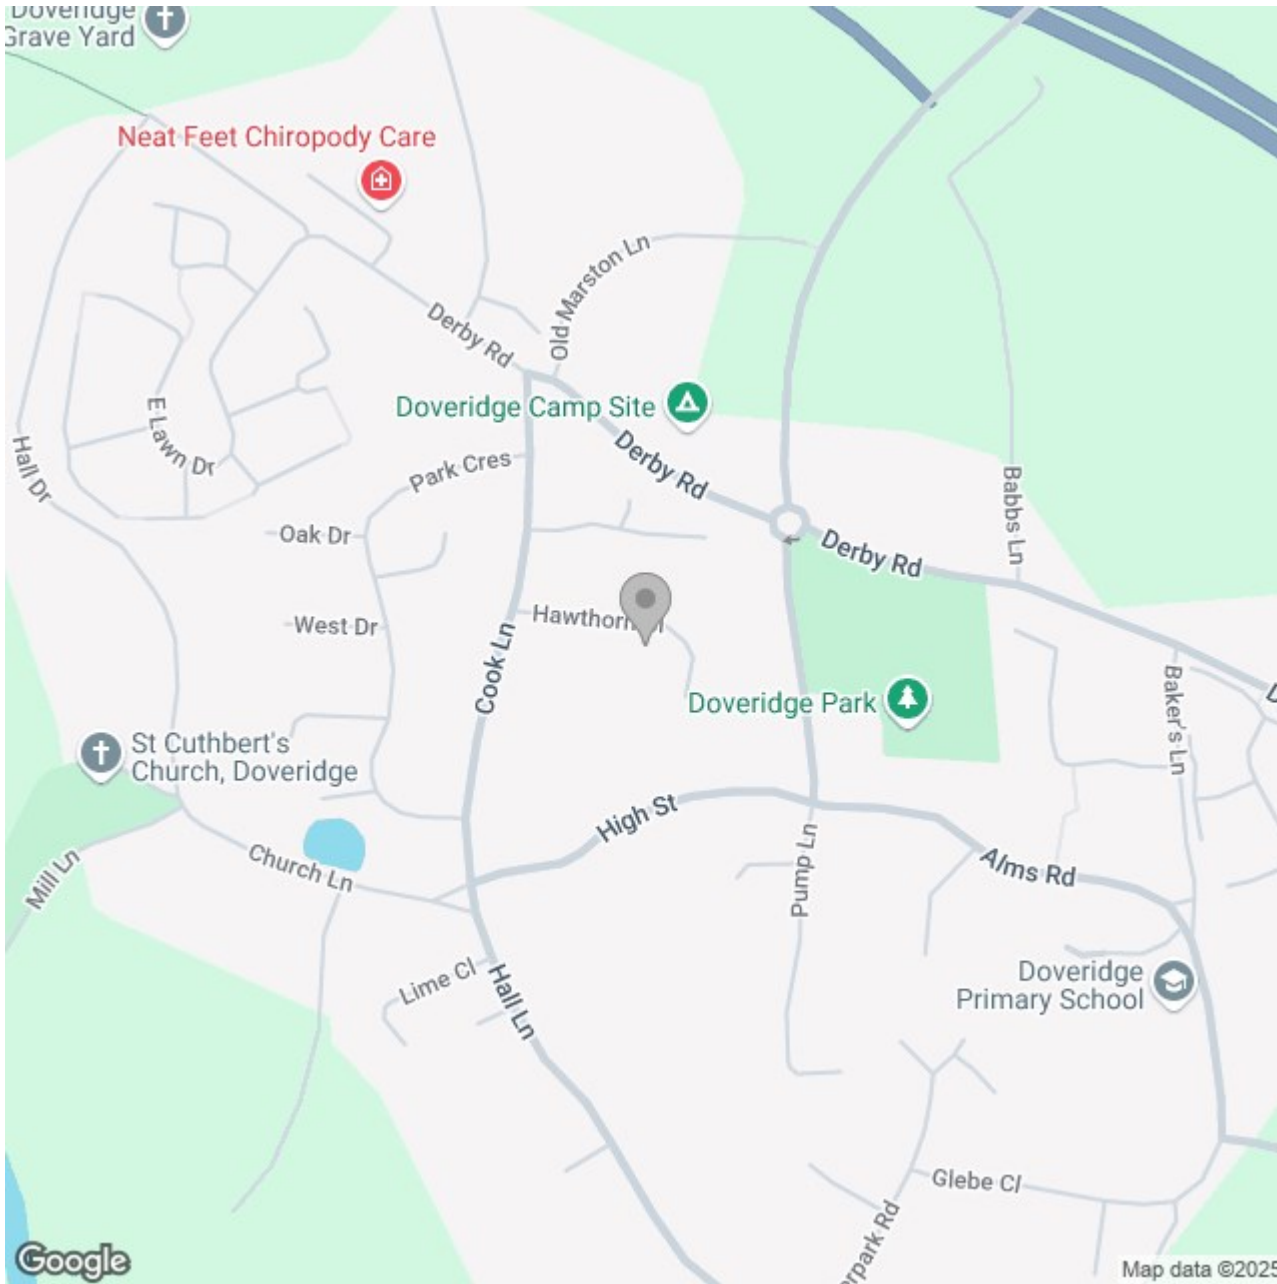 Doveridge
Grave Yard
Neat Feet Chiropody Care
Old Marston Ln
Derby Rd
Doveridge Camp Site
E Lawn Dr
Hall Dr
Park Cres
Derby Rd
Babbs Ln
Oak Dr
Derby Rd
Hawthorn
West Dr
Cook Ln
Doveridge Park
Baker's Ln
St Cuthbert's
Church, Doveridge
High St
Church Ln
Mill Ln
Pump Ln
Alms Rd
Lime Cl
Hall Ln
Doveridge
Primary School
Glebe Cl
rpark Rd
Google
Map data ©2025